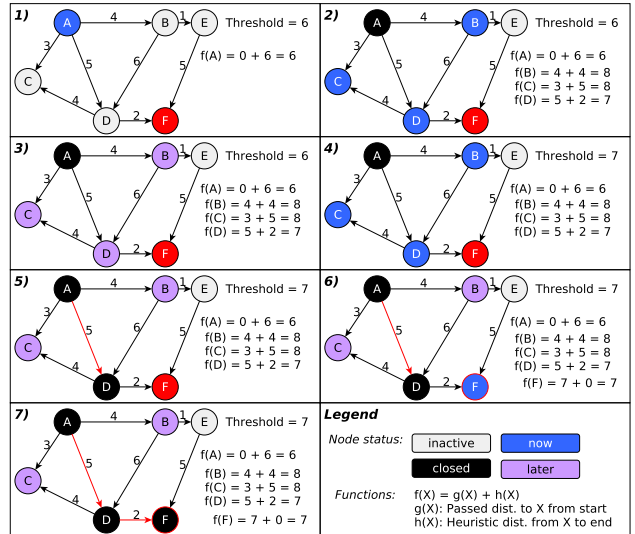 1)
A
4
B
1
E
Threshold = 6
3
5
6
5
f(A) = 0 + 6 = 6
C
4
D
2
F
2)
A
4
B
1
E
Threshold = 6
3
5
6
5
f(A) = 0 + 6 = 6
f(B) = 4 + 4 = 8
f(C) = 3 + 5 = 8
f(D) = 5 + 2 = 7
C
4
D
2
F
3)
A
4
B
1
E
Threshold = 6
3
5
6
5
f(A) = 0 + 6 = 6
f(B) = 4 + 4 = 8
f(C) = 3 + 5 = 8
f(D) = 5 + 2 = 7
C
4
D
2
F
4)
A
4
B
1
E
Threshold = 7
3
5
6
5
f(A) = 0 + 6 = 6
f(B) = 4 + 4 = 8
f(C) = 3 + 5 = 8
f(D) = 5 + 2 = 7
C
4
D
2
F
5)
A
4
B
1
E
Threshold = 7
3
5
6
5
f(A) = 0 + 6 = 6
f(B) = 4 + 4 = 8
f(C) = 3 + 5 = 8
f(D) = 5 + 2 = 7
C
4
D
2
F
6)
A
4
B
1
E
Threshold = 7
3
5
6
5
f(A) = 0 + 6 = 6
f(B) = 4 + 4 = 8
f(C) = 3 + 5 = 8
f(D) = 5 + 2 = 7
f(F) = 7 + 0 = 7
C
4
D
2
F
7)
A
4
B
1
E
Threshold = 7
3
5
6
5
f(A) = 0 + 6 = 6
f(B) = 4 + 4 = 8
f(C) = 3 + 5 = 8
f(D) = 5 + 2 = 7
f(F) = 7 + 0 = 7
C
4
D
2
F
Legend
Node status:
inactive
now
closed
later
Functions:
f(X) = g(X) + h(X)
g(X): Passed dist. to X from start
h(X): Heuristic dist. from X to end